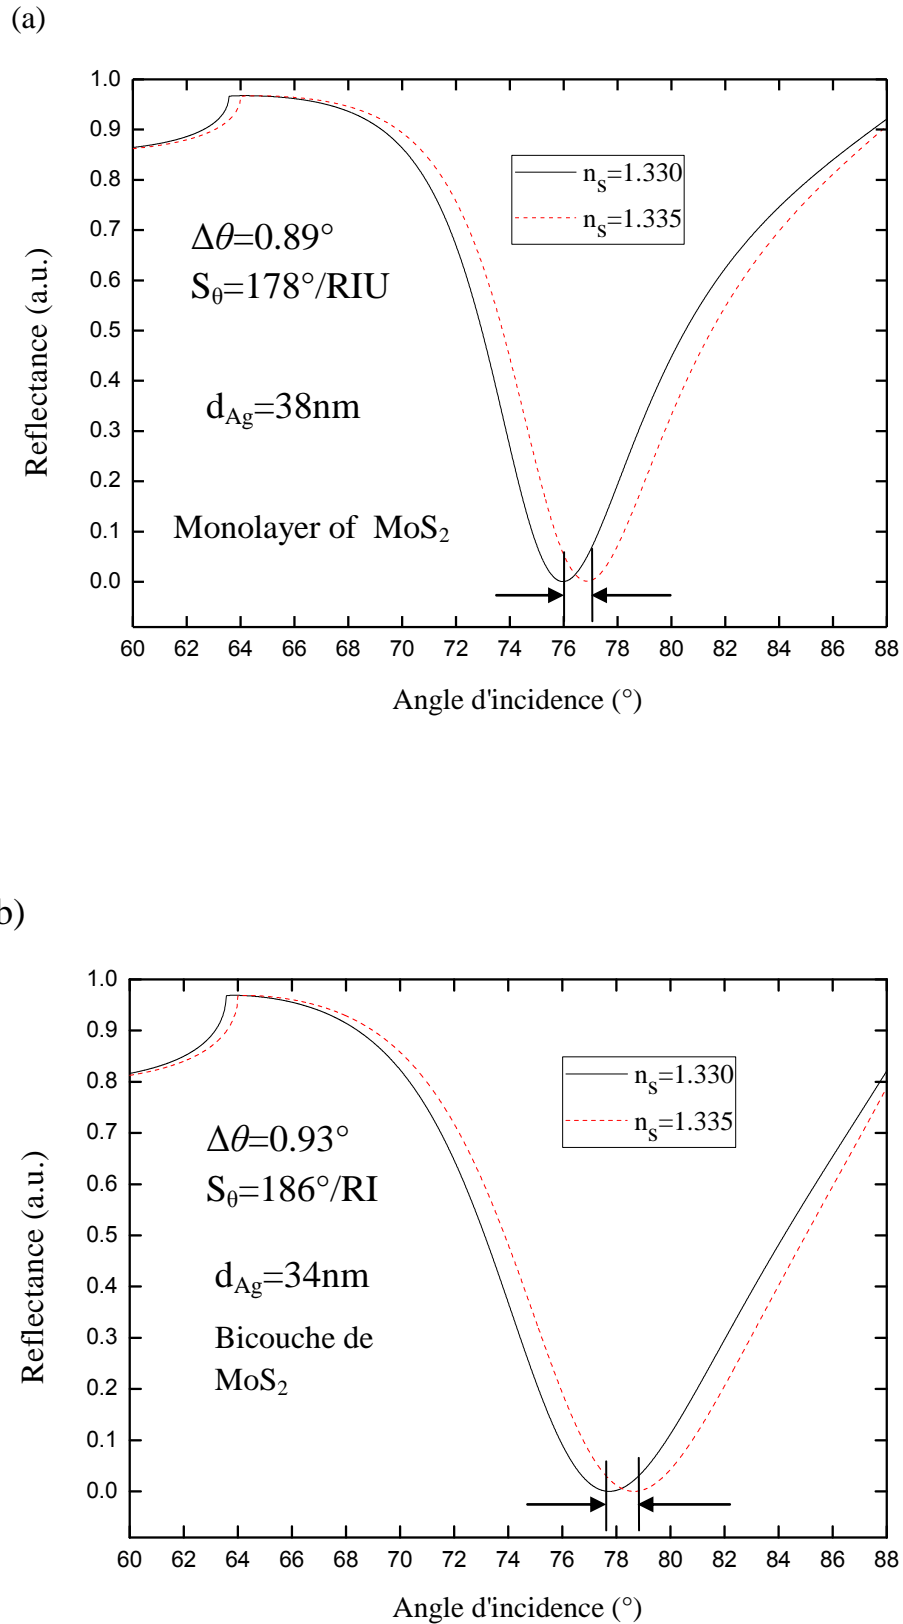 (a)
1.0
0.9
0.8
0.7
0.6
0.5
0.4
0.3
0.2
0.1
0.0
Reflectance (a.u.)
n_s=1.330
n_s=1.335
Δθ=0.89°
S_θ=178°/RIU
d_Ag=38nm
Monolayer of MoS₂
60 62 64 66 68 70 72 74 76 78 80 82 84 86 88
Angle d'incidence (°)
b)
1.0
0.9
0.8
0.7
0.6
0.5
0.4
0.3
0.2
0.1
0.0
Reflectance (a.u.)
n_s=1.330
n_s=1.335
Δθ=0.93°
S_θ=186°/RI
d_Ag=34nm
Bicouche de
MoS₂
60 62 64 66 68 70 72 74 76 78 80 82 84 86 88
Angle d'incidence (°)